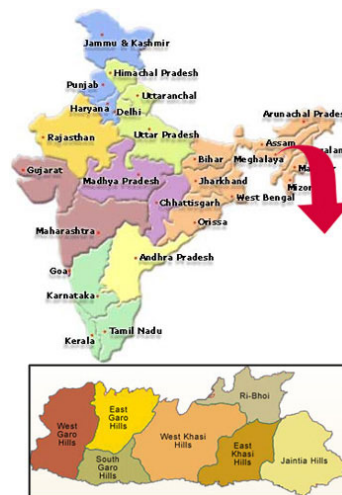 Jammu & Kashmir
Himachal Pradesh
Punjab
Uttaranchal
Haryana
Delhi
Arunachal Pradesh
Rajasthan
Uttar Pradesh
Assam
Bihar
Meghalaya
Gujarat
Madhya Pradesh
Jharkhand
Chhattisgarh
West Bengal
Orissa
Maharashtra
Andhra Pradesh
Goa
Karnataka
Tamil Nadu
Kerala
West
Garo
Hills
East
Garo
Hills
South
Garo
Hills
West Khasi
Hills
Ri-Bhoi
East
Khasi
Hills
Jaintia Hills